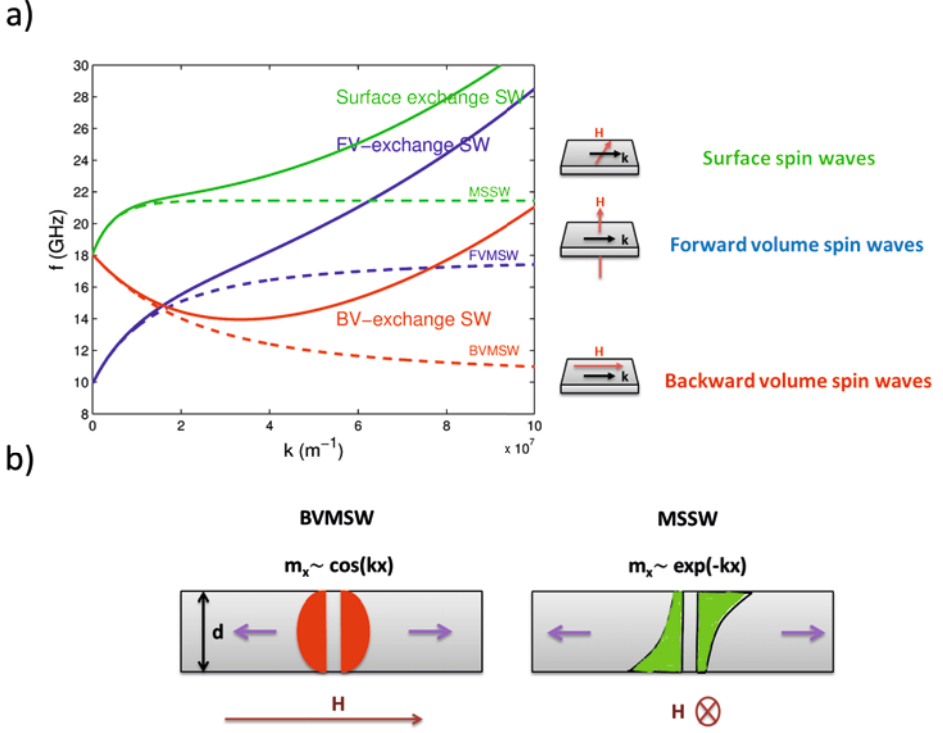 a)
30
28
26
24
22
20
18
16
14
12
10
8
f (GHz)
0
2
4
6
8
10
k (m⁻¹)
x 10⁷
Surface exchange SW
FV-exchange SW
MSSW
FVMSW
BV-exchange SW
BVMSW
H
k
Surface spin waves
H
k
Forward volume spin waves
H
k
Backward volume spin waves
b)
BVMSW
mₓ~ cos(kx)
d
H
MSSW
mₓ~ exp(-kx)
H